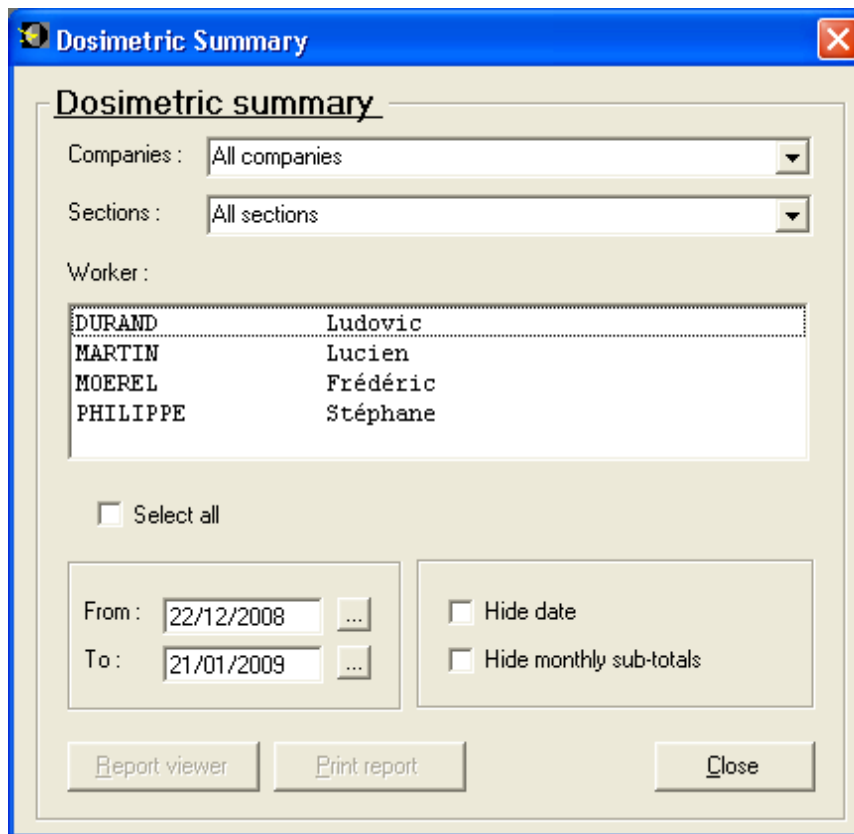 Dosimetric Summary
Dosimetric summary
Companies : All companies
Sections : All sections
Worker :
DURAND Ludovic
MARTIN Lucien
MOEREL Frédéric
PHILIPPE Stéphane
Select all
From : 22/12/2008 ...
To : 21/01/2009 ...
Hide date
Hide monthly sub-totals
Report viewer Print report Close